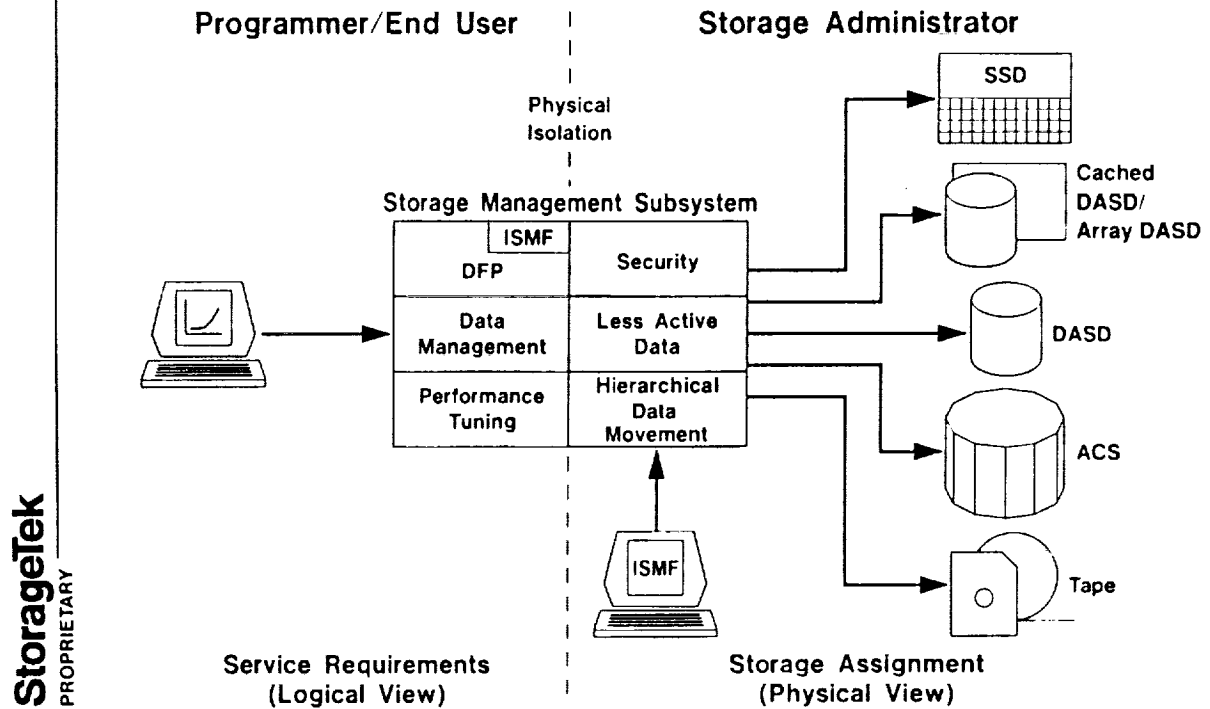 Programmer/End User
Storage Administrator
SSD
Physical
Isolation
Cached
DASD/
Array DASD
Storage Management Subsystem
ISMF
DFP
Security
Data
Management
Less Active
Data
DASD
Performance
Tuning
Hierarchical
Data
Movement
ACS
ISMF
Tape
Service Requirements
(Logical View)
Storage Assignment
(Physical View)
StorageTek
PROPRIETARY